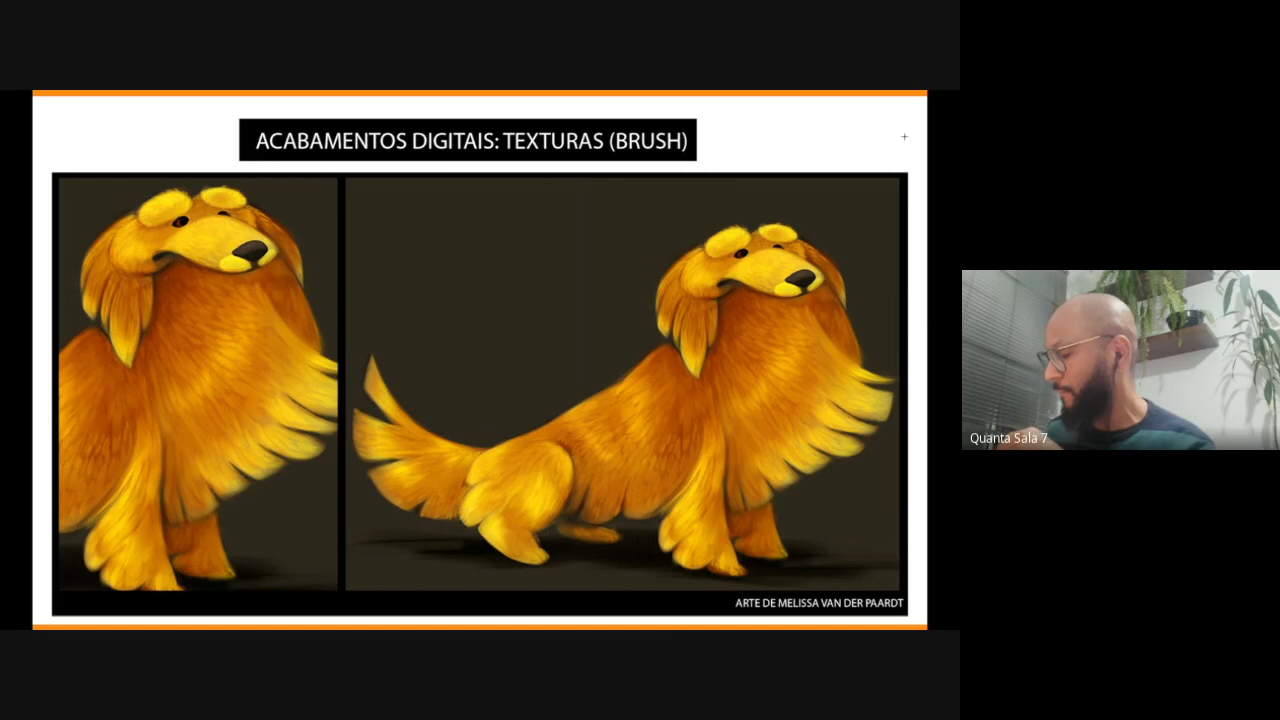 ACABAMENTOS DIGITAIS: TEXTURAS (BRUSH)
ARTE DE MELISSA VAN DER PAARDT
Quanta Sala 7